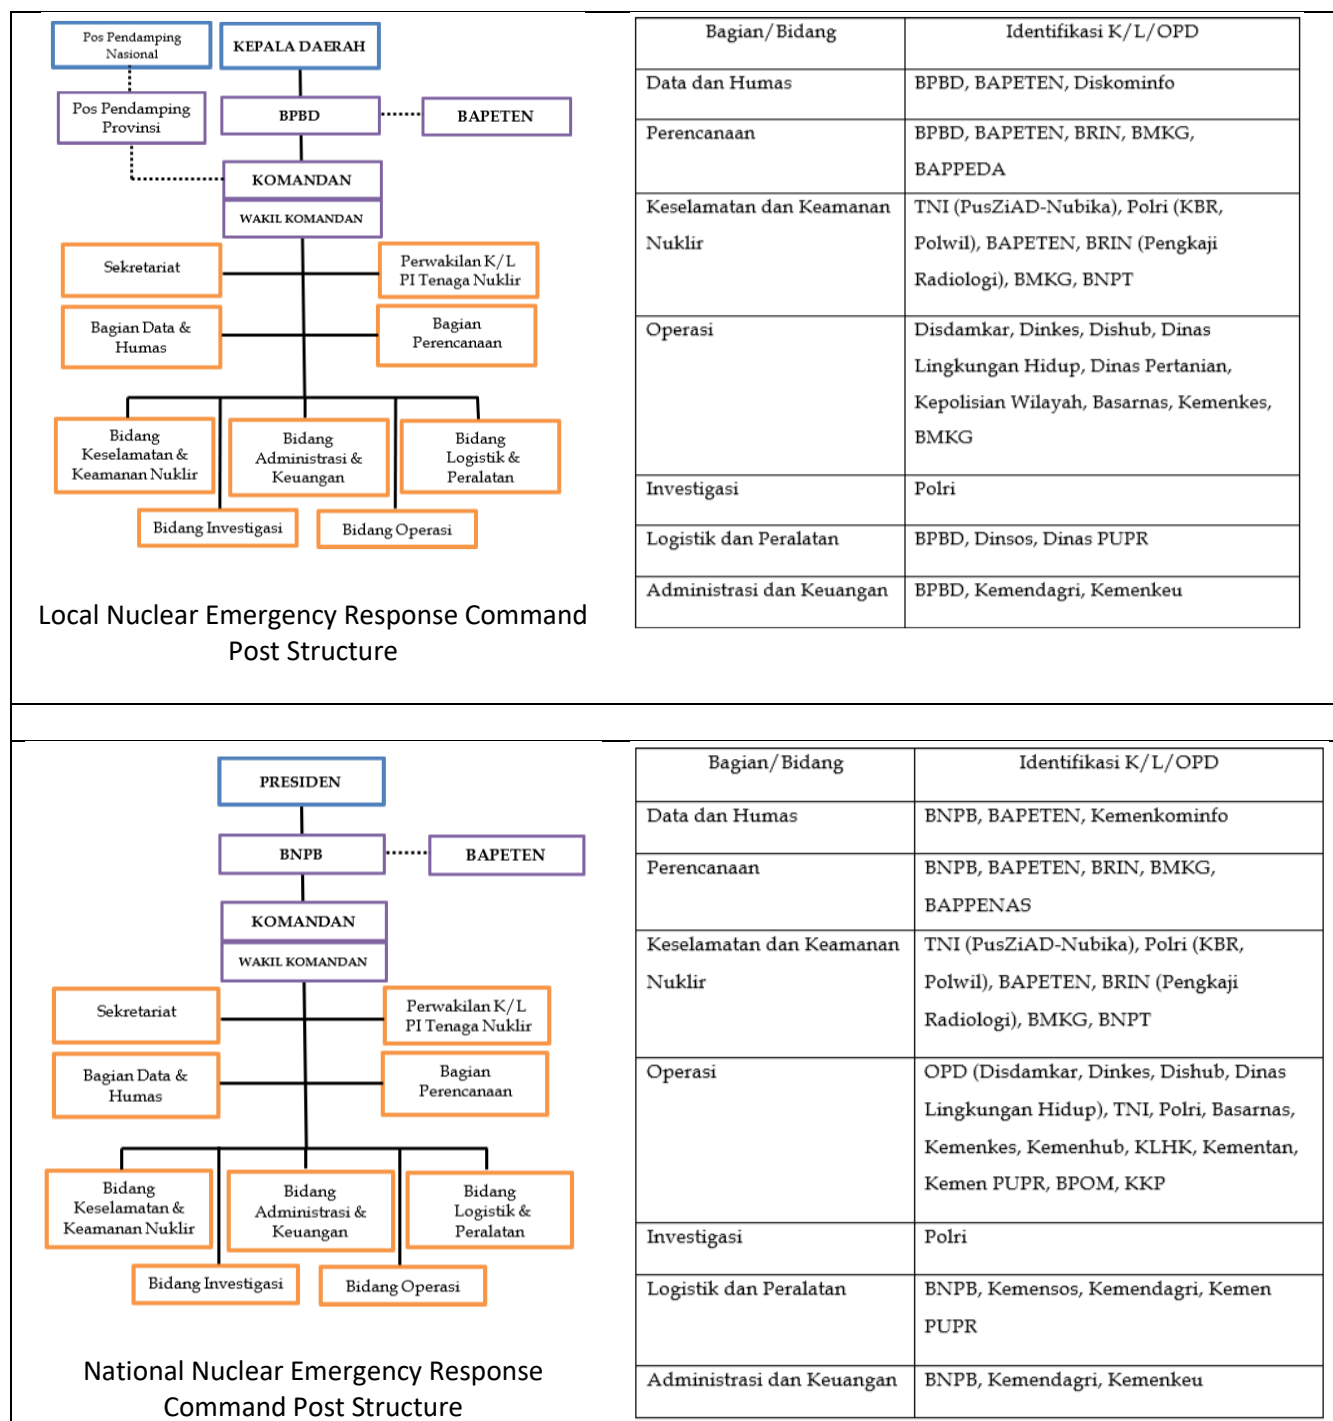 Pos Pendamping
Nasional
KEPALA DAERAH
Pos Pendamping
Provinsi
BPBD
BAPETEN
KOMANDAN
WAKIL KOMANDAN
Sekretariat
Perwakilan K/L
PI Tenaga Nuklir
Bagian Data &
Humas
Bagian
Perencanaan
Bidang
Keselamatan &
Keamanan Nuklir
Bidang
Administrasi &
Keuangan
Bidang
Logistik &
Peralatan
Bidang Investigasi
Bidang Operasi
Local Nuclear Emergency Response Command
Post Structure
Bagian/Bidang
Identifikasi K/L/OPD
Data dan Humas
BPBD, BAPETEN, Diskominfo
Perencanaan
BPBD, BAPETEN, BRIN, BMKG,
BAPPEDA
Keselamatan dan Keamanan
Nuklir
TNI (PusZiAD-Nubika), Polri (KBR,
Polwil), BAPETEN, BRIN (Pengkaji
Radiologi), BMKG, BNPT
Operasi
Disdamkar, Dinkes, Dishub, Dinas
Lingkungan Hidup, Dinas Pertanian,
Kepolisian Wilayah, Basarnas, Kemenkes,
BMKG
Investigasi
Polri
Logistik dan Peralatan
BPBD, Dinsos, Dinas PUPR
Administrasi dan Keuangan
BPBD, Kemendagri, Kemenkeu
PRESIDEN
BNPB
BAPETEN
KOMANDAN
WAKIL KOMANDAN
Sekretariat
Perwakilan K/L
PI Tenaga Nuklir
Bagian Data &
Humas
Bagian
Perencanaan
Bidang
Keselamatan &
Keamanan Nuklir
Bidang
Administrasi &
Keuangan
Bidang
Logistik &
Peralatan
Bidang Investigasi
Bidang Operasi
National Nuclear Emergency Response
Command Post Structure
Bagian/Bidang
Identifikasi K/L/OPD
Data dan Humas
BNPB, BAPETEN, Kemenkominfo
Perencanaan
BNPB, BAPETEN, BRIN, BMKG,
BAPPENAS
Keselamatan dan Keamanan
Nuklir
TNI (PusZiAD-Nubika), Polri (KBR,
Polwil), BAPETEN, BRIN (Pengkaji
Radiologi), BMKG, BNPT
Operasi
OPD (Disdamkar, Dinkes, Dishub, Dinas
Lingkungan Hidup), TNI, Polri, Basarnas,
Kemenkes, Kemenhub, KLHK, Kementan,
Kemen PUPR, BPOM, KKP
Investigasi
Polri
Logistik dan Peralatan
BNPB, Kemensos, Kemendagri, Kemen
PUPR
Administrasi dan Keuangan
BNPB, Kemendagri, Kemenkeu